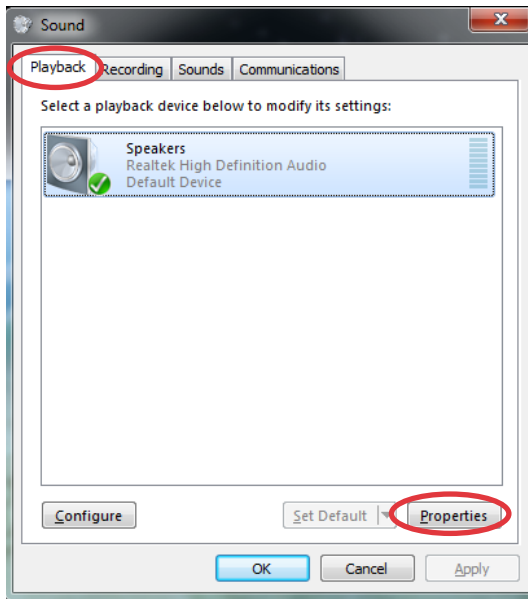 Sound
Playback Recording Sounds Communications
Select a playback device below to modify its settings:
Speakers
Realtek High Definition Audio
Default Device
Configure Set Default Properties
OK Cancel Apply